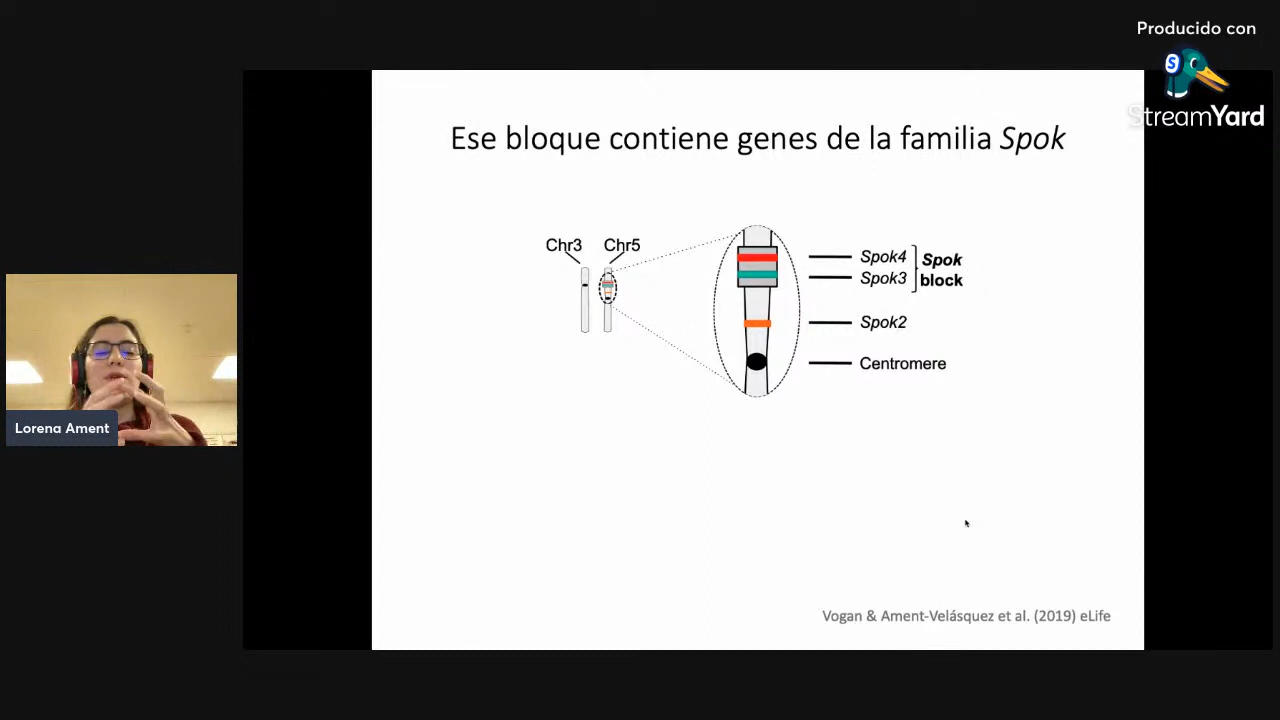 Producido con
StreamYard
Ese bloque contiene genes de la familia Spok
Chr3
Chr5
Spok4
Spok3
Spok block
Spok2
Centromere
Lorena Ament
Vogan & Ament-Velásquez et al. (2019) eLife